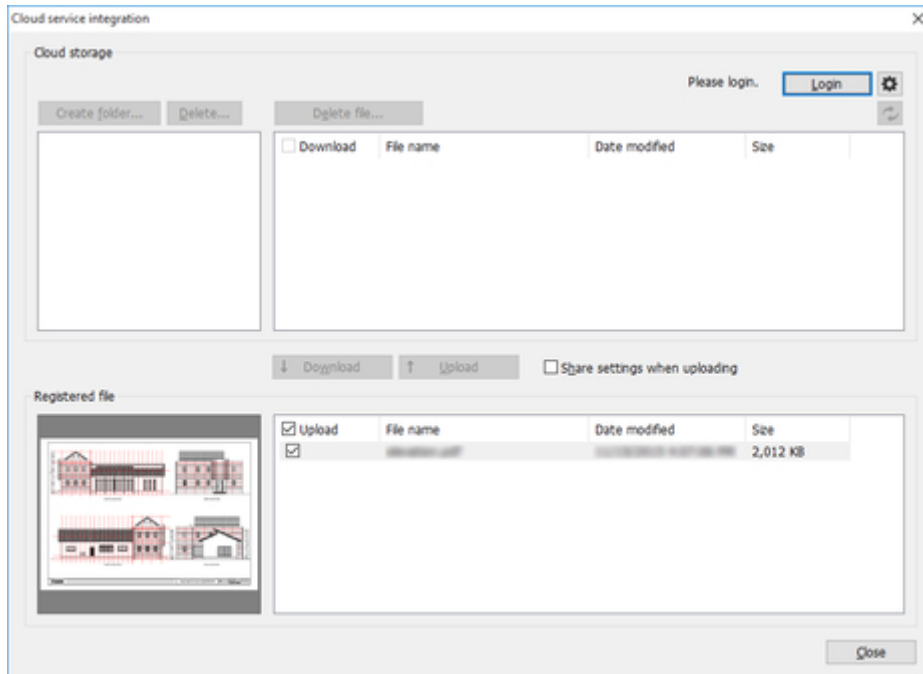 Cloud service integration
Cloud storage
Please login. Login
Create folder... Delete... Delete file...
Download File name Date modified Size
↓ Download ↑ Upload Share settings when uploading
Registered file
Upload File name Date modified Size
2,012 KB
Close